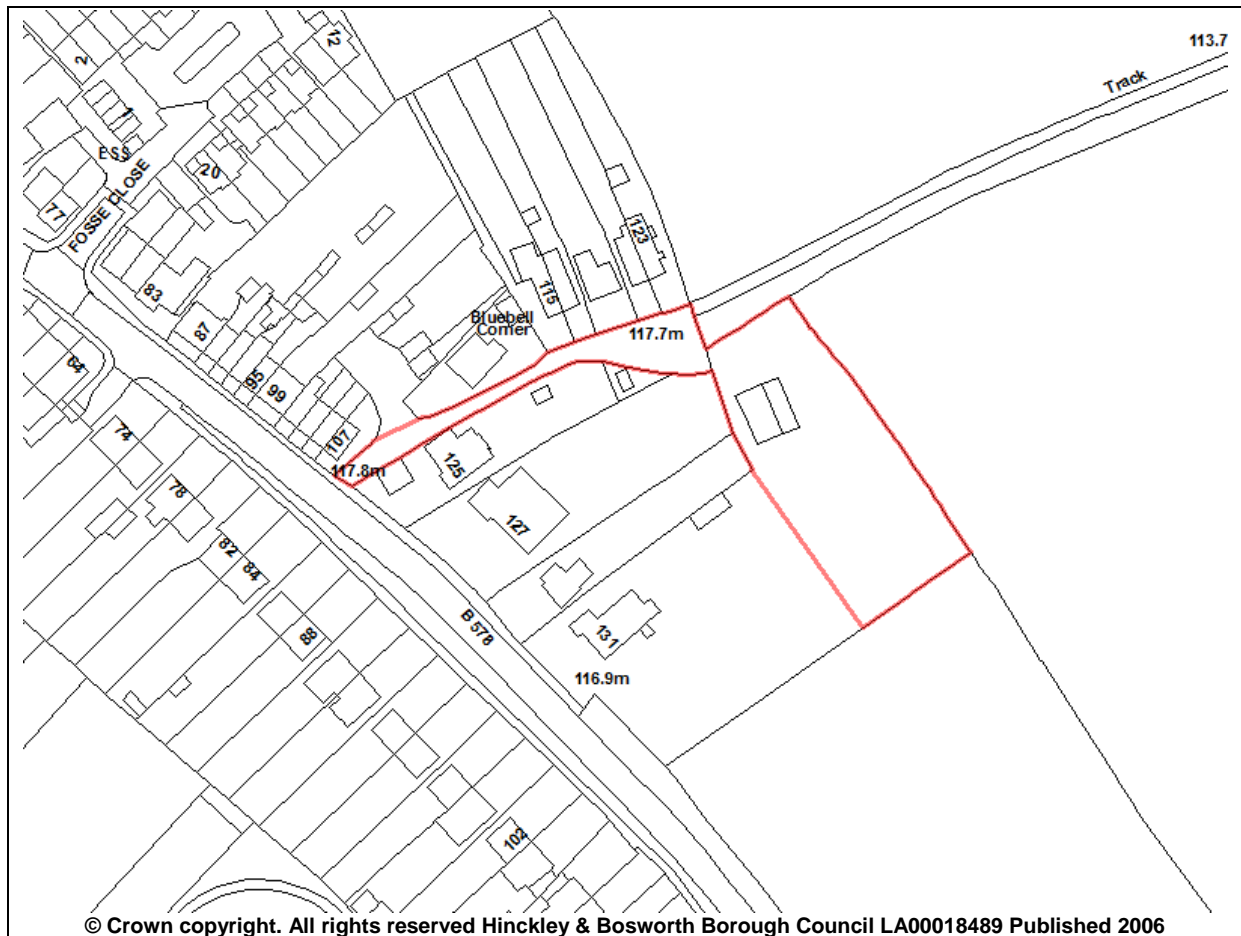 113.7
Track
12
2
1
ESS
20
77
FOSSE CLOSE
83
87
95
99
107
117.8m
Bluebell
Corner
115
123
117.7m
64
74
78
82
84
88
125
127
131
116.9m
B 578
102
© Crown copyright. All rights reserved Hinckley & Bosworth Borough Council LA00018489 Published 2006